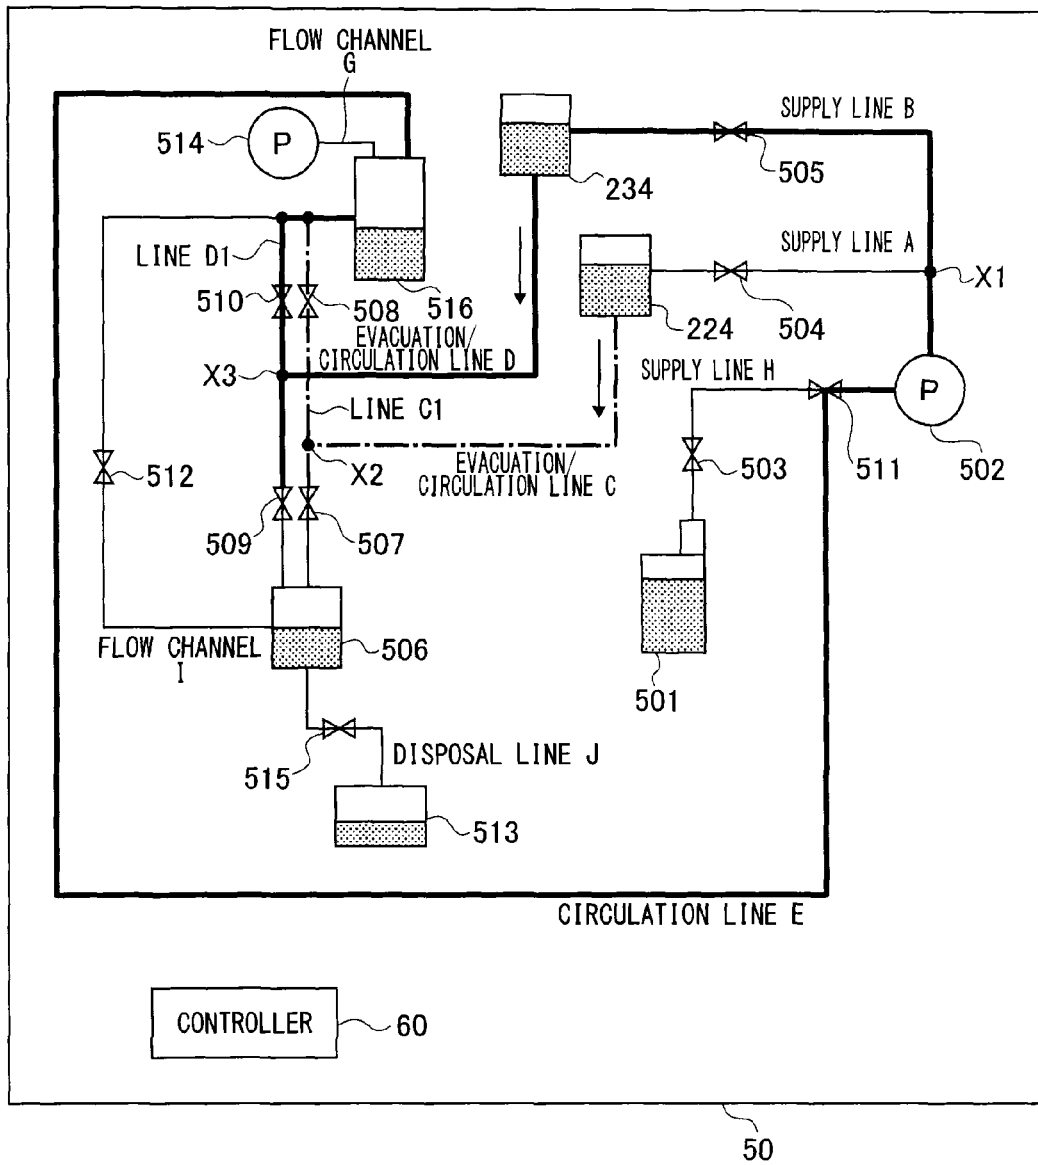 FLOW CHANNEL
G
514
P
SUPPLY LINE B
505
234
LINE D1
510
508
516
SUPPLY LINE A
X1
504
224
EVACUATION/
CIRCULATION LINE D
X3
SUPPLY LINE H
P
LINE C1
502
511
503
512
X2
EVACUATION/
CIRCULATION LINE C
509
507
FLOW CHANNEL
I
506
501
515
DISPOSAL LINE J
513
CIRCULATION LINE E
CONTROLLER
60
50